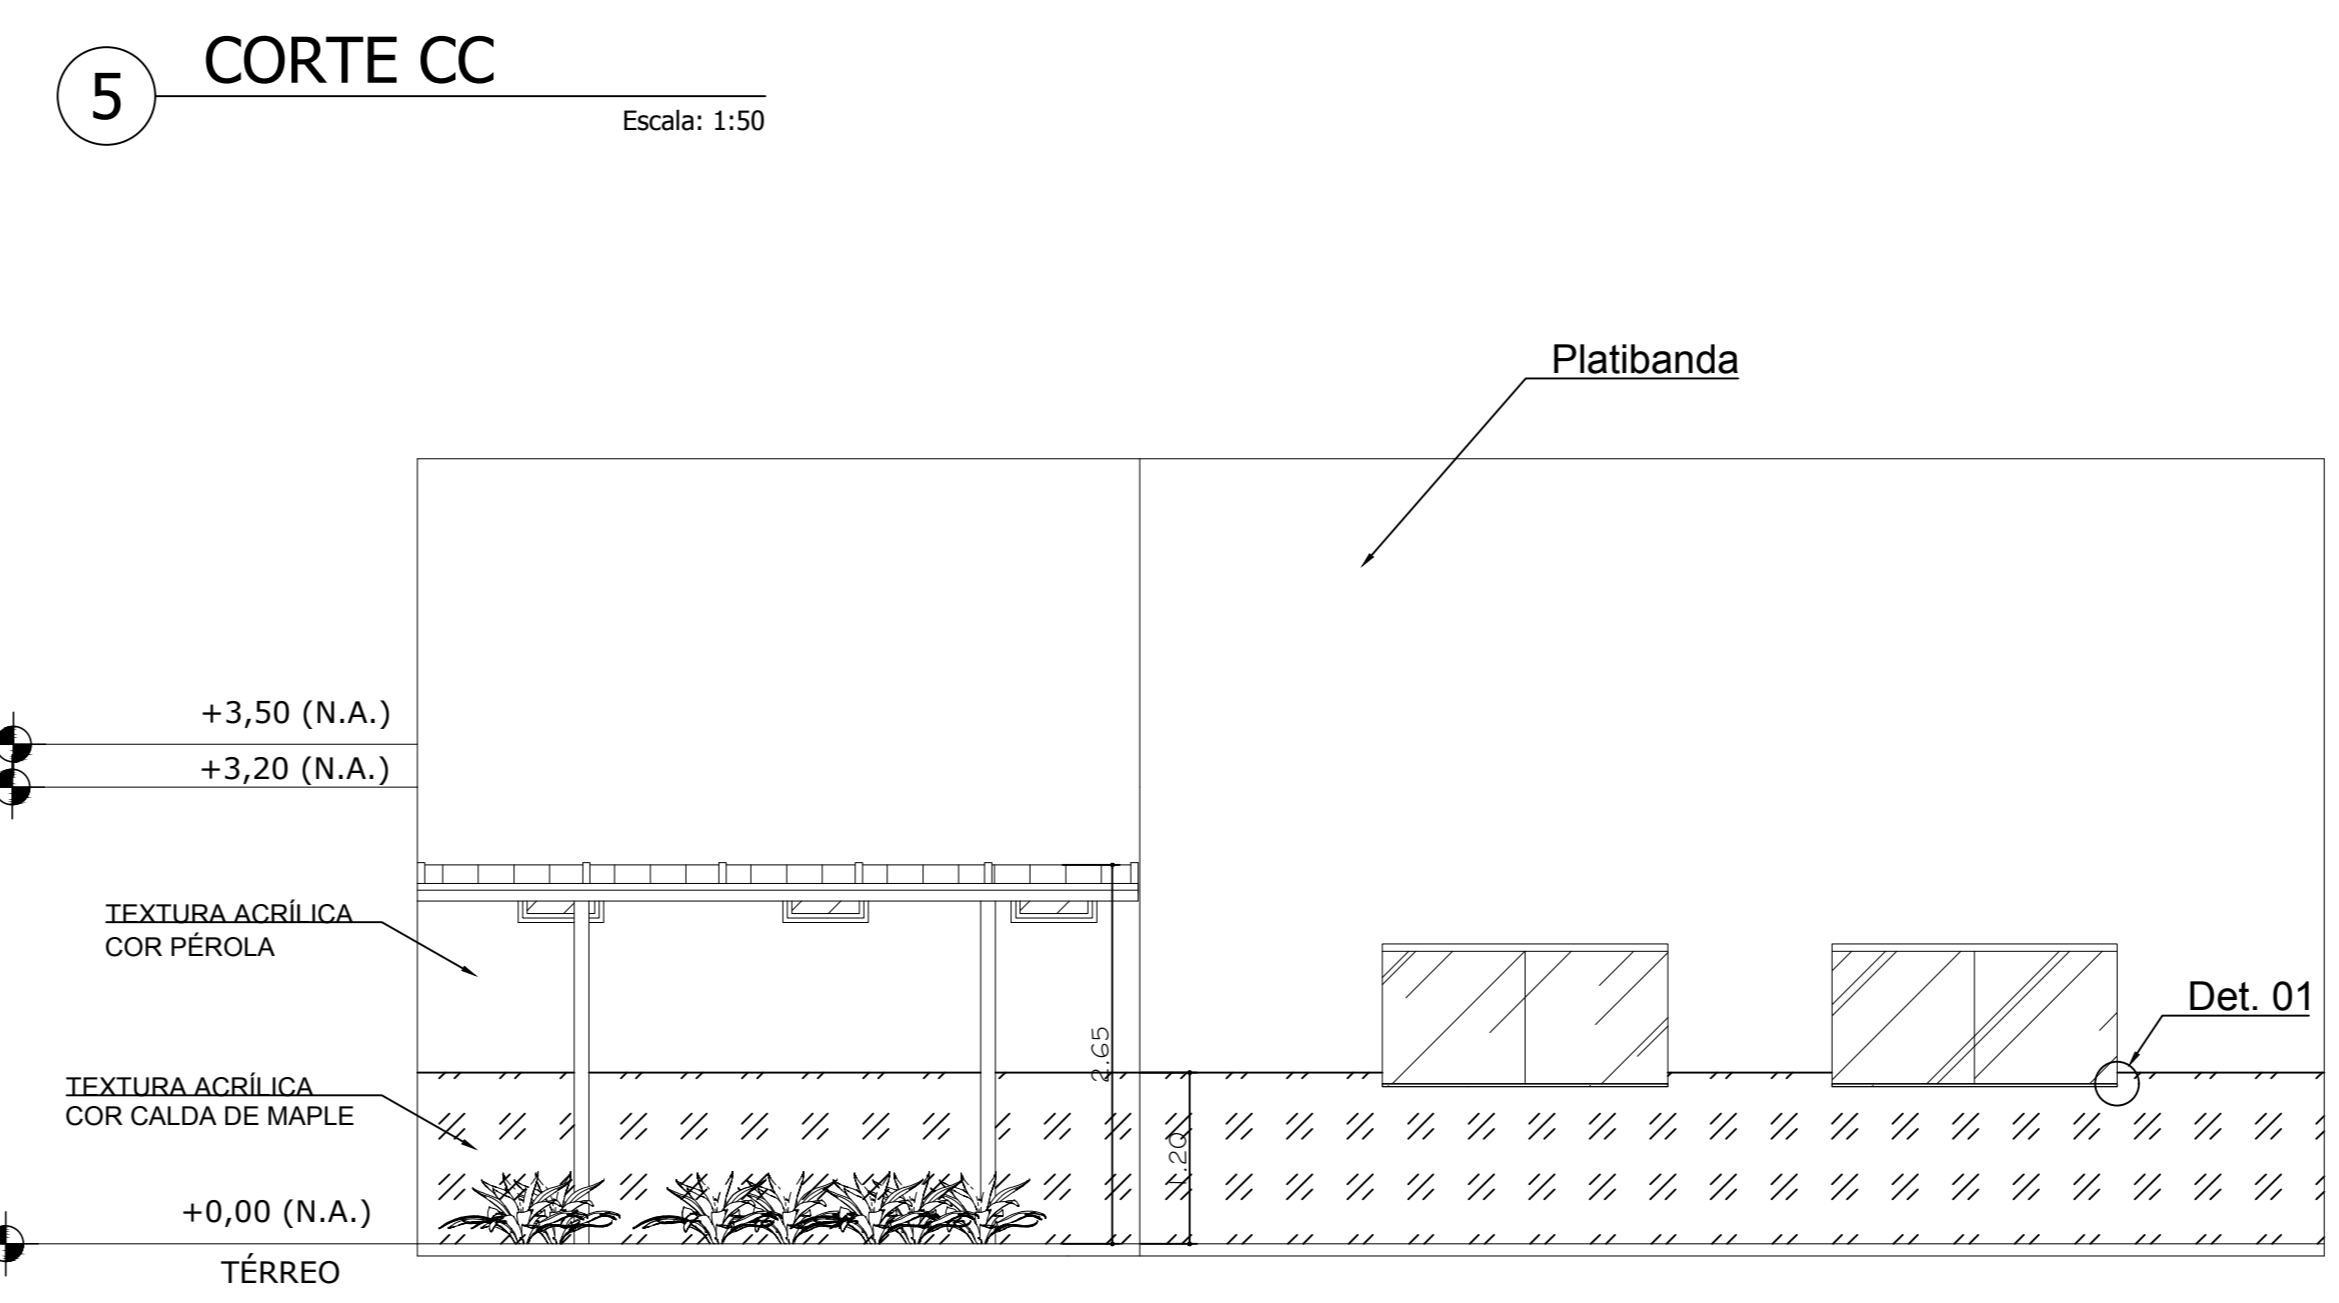 5
CORTE CC
Escala: 1:50
Platibanda
+3,50 (N.A.)
+3,20 (N.A.)
TEXTURA ACRÍLICA
COR PÉROLA
Det. 01
2.65
TEXTURA ACRÍLICA
COR CALDA DE MAPLE
1.20
+0,00 (N.A.)
TÉRREO